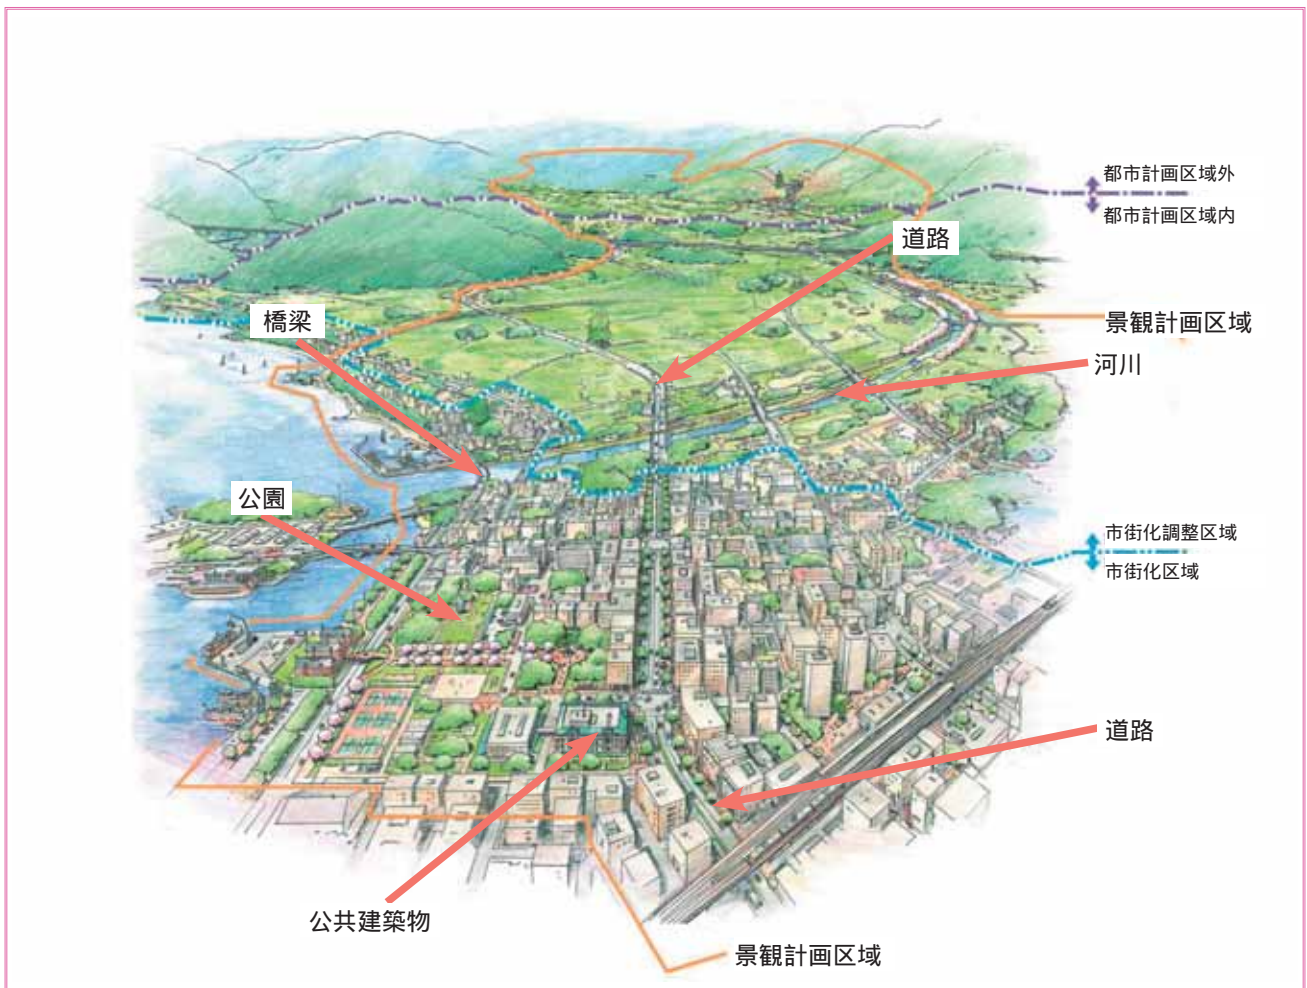 都市計画区域外
都市計画区域内
道路
橋梁
景観計画区域
河川
公園
市街化調整区域
市街化区域
道路
公共建築物
景観計画区域